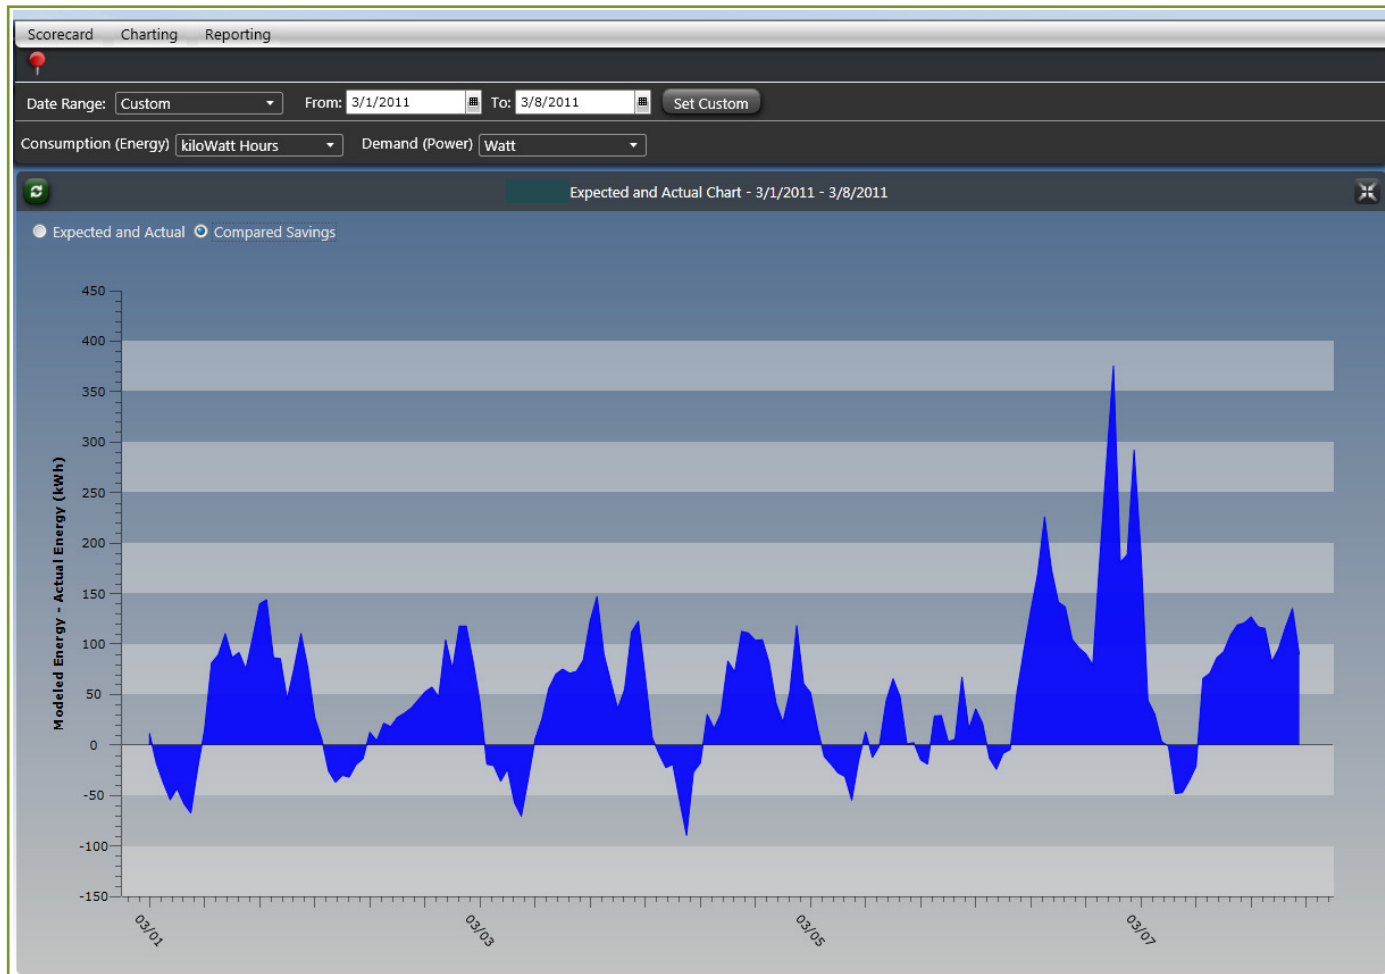 Scorecard Charting Reporting
Date Range: Custom From: 3/1/2011 To: 3/8/2011 Set Custom
Consumption (Energy) kiloWatt Hours Demand (Power) Watt
Expected and Actual Chart - 3/1/2011 - 3/8/2011
Expected and Actual Compared Savings
450
400
350
300
250
200
150
100
50
0
-50
-100
-150
Modeled Energy - Actual Energy (kWh)
03/01 03/03 03/05 03/07